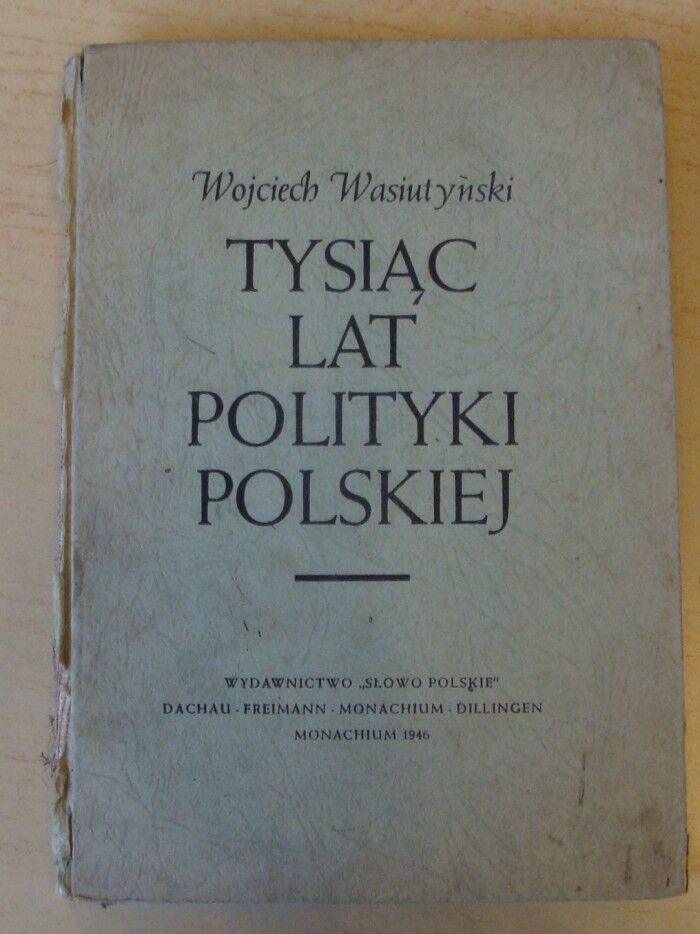 Wojciech Wasiutyński
TYSIĄC
LAT
POLITYKI
POLSKIEJ
WYDAWNICTWO „SŁOWO POLSKIE"
DACHAU - FREIMANN - MONACHIUM - DILLINGEN
MONACHIUM 1946